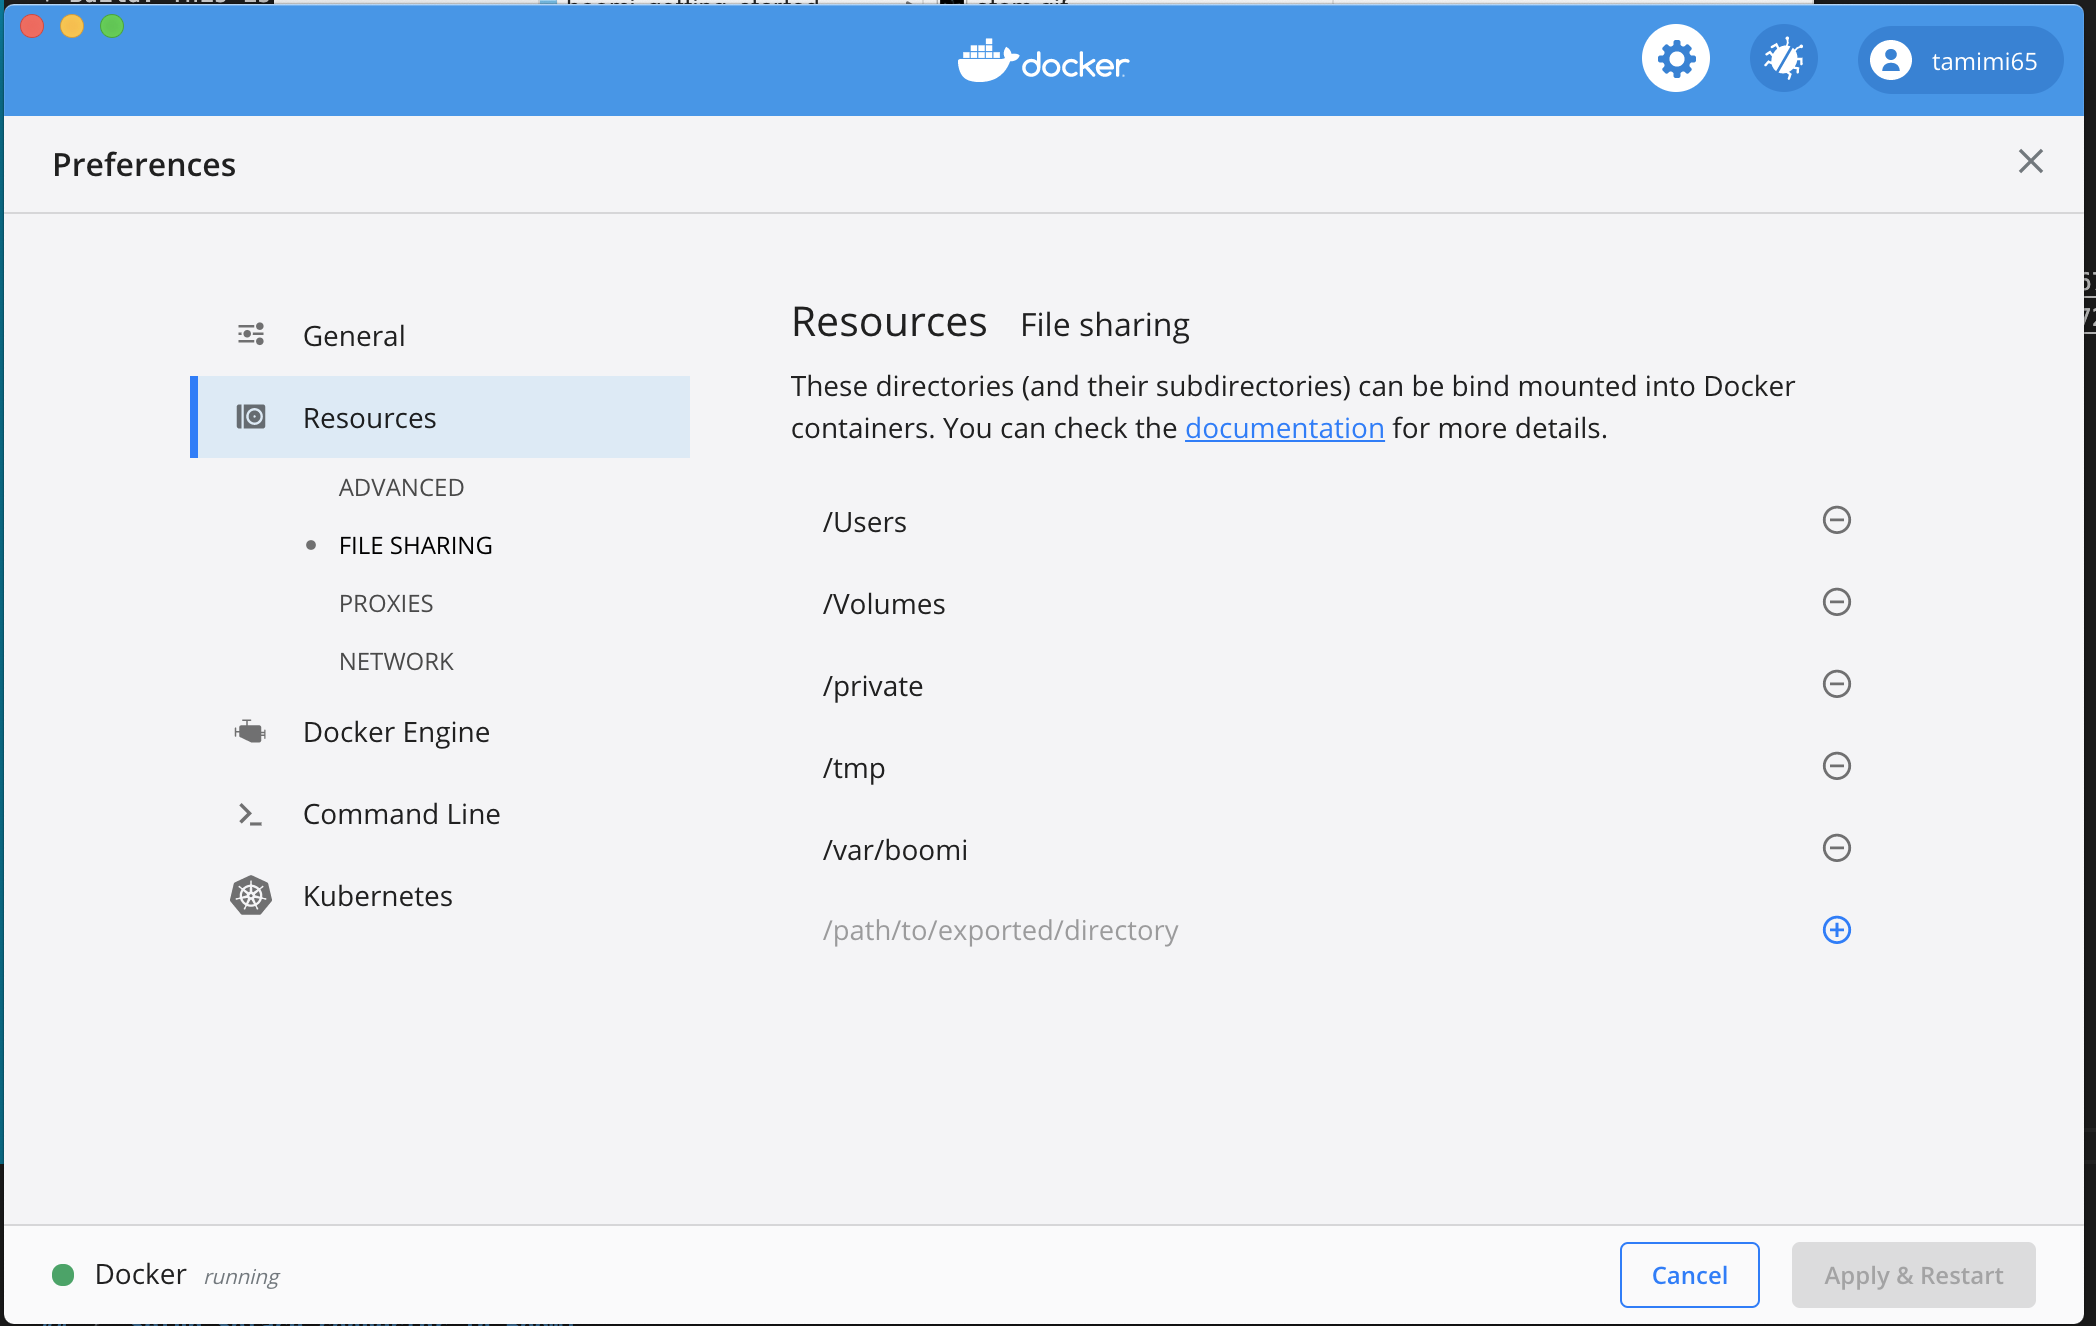 docker
tamimi65
Preferences
General
Resources
ADVANCED
FILE SHARING
PROXIES
NETWORK
Docker Engine
Command Line
Kubernetes
Resources File sharing
These directories (and their subdirectories) can be bind mounted into Docker
containers. You can check the documentation for more details.
/Users
/Volumes
/private
/tmp
/var/boomi
/path/to/exported/directory
Docker running
Cancel
Apply & Restart